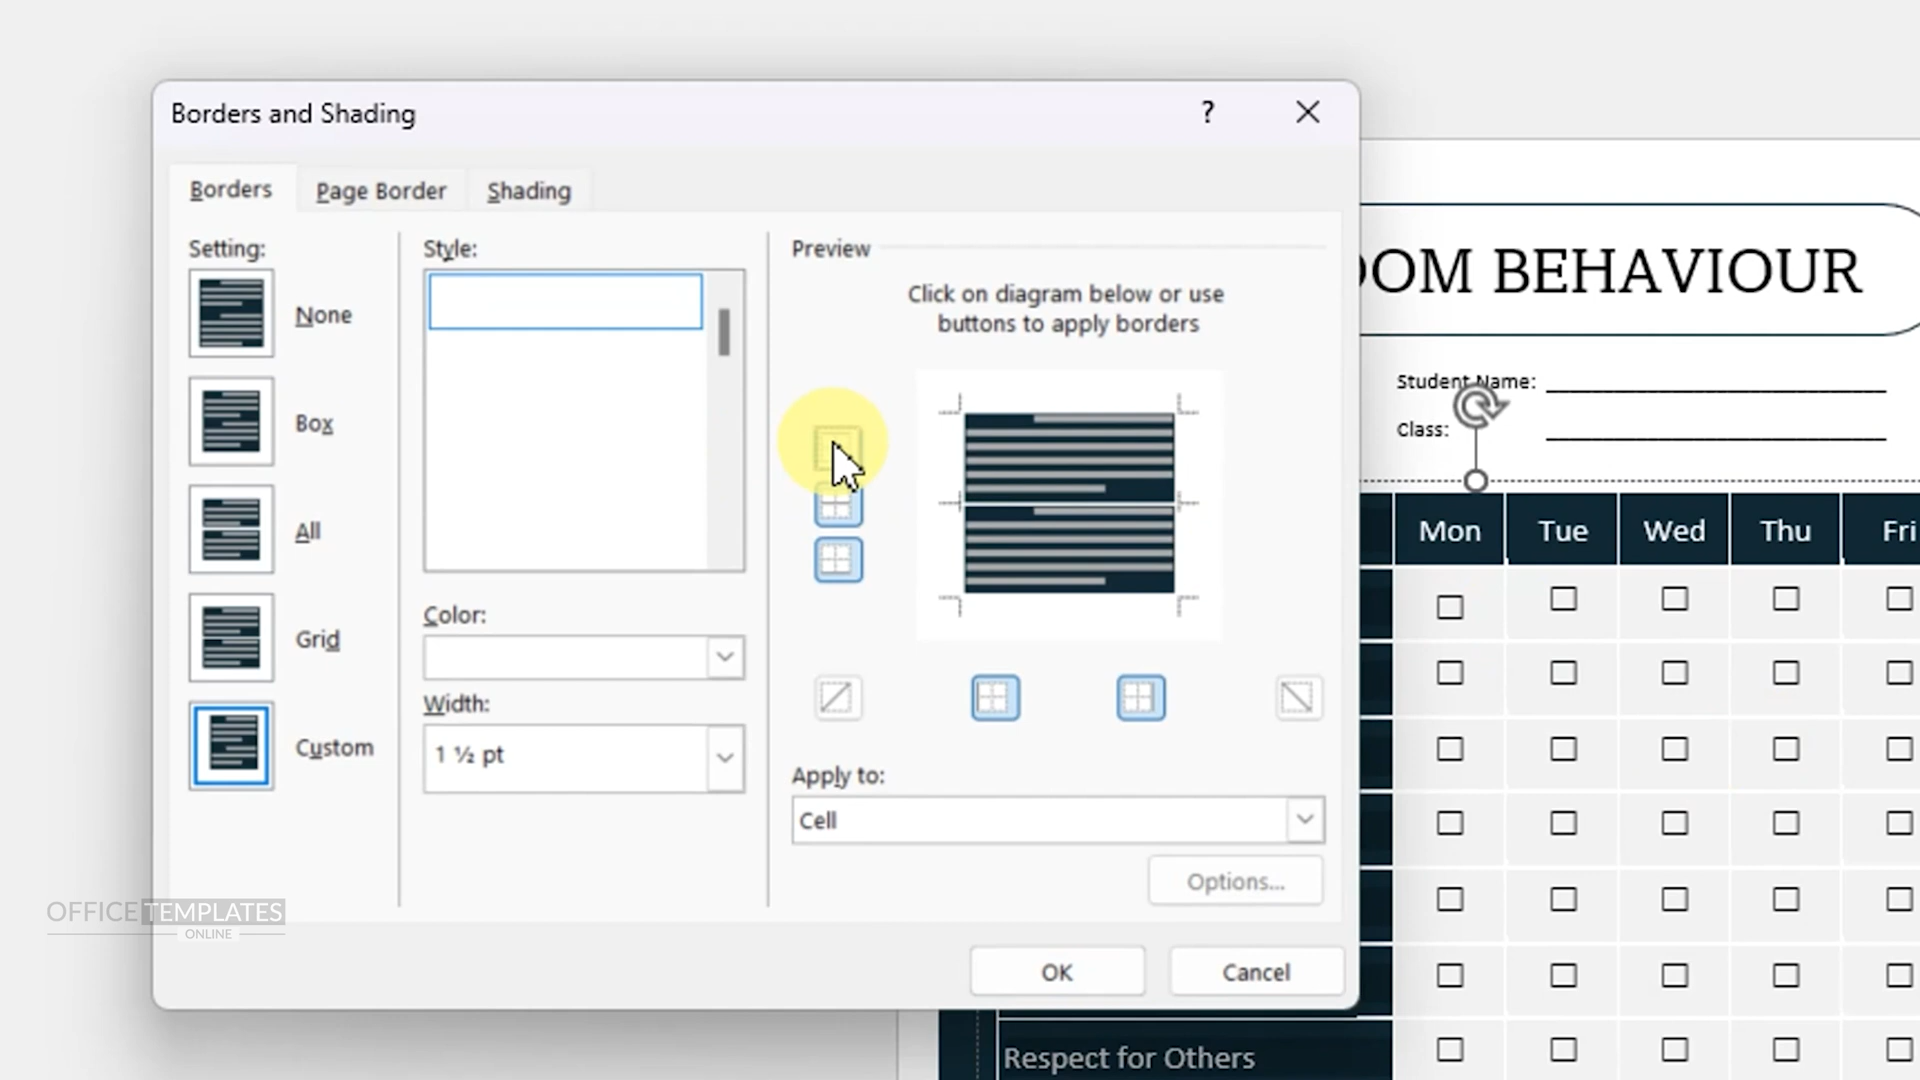 Borders and Shading ?
Borders Page Border Shading
Setting:
None
Box
All
Grid
Custom
Style:
Color:
Width:
1 ½ pt
Preview
Click on diagram below or use
buttons to apply borders
Apply to:
Cell
Options...
OK Cancel
OOM BEHAVIOUR
Student Name:
Class:
Mon Tue Wed Thu Fri
Respect for Others
OFFICE TEMPLATES
ONLINE